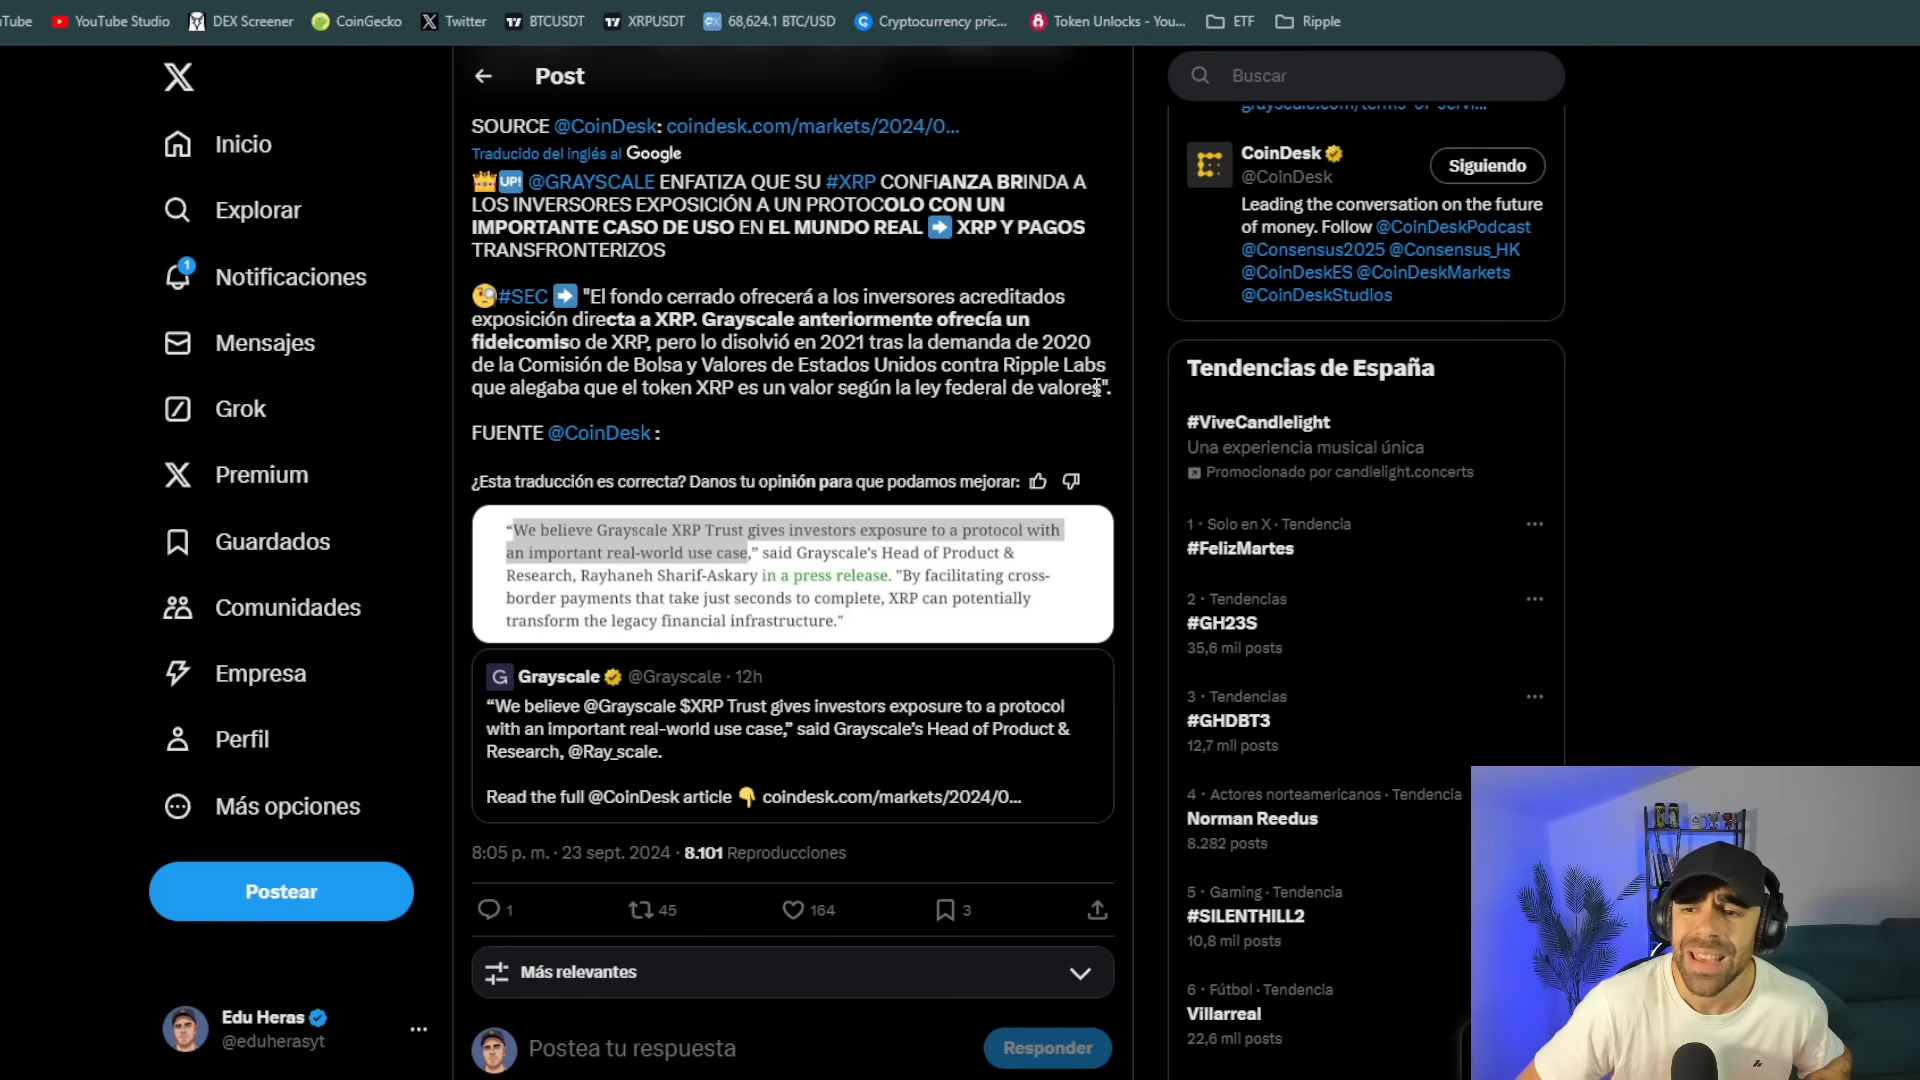 Tube
YouTube Studio
DEX Screener
CoinGecko
Twitter
BTCUSDT
XRPUSDT
68,624.1 BTC/USD
Cryptocurrency pric...
Token Unlocks - You...
ETF
Ripple
Inicio
Explorar
1
Notificaciones
Mensajes
Grok
Premium
Guardados
Comunidades
Empresa
Perfil
Más opciones
Postear
Edu Heras
@eduherasyt
Post
SOURCE @CoinDesk: coindesk.com/markets/2024/0...
Traducido del inglés al Google
👑UP! @GRAYSCALE ENFATIZA QUE SU #XRP CONFIANZA BRINDA A
LOS INVERSORES EXPOSICIÓN A UN PROTOCOLO CON UN
IMPORTANTE CASO DE USO EN EL MUNDO REAL ➡️ XRP Y PAGOS
TRANSFRONTERIZOS
🧐#SEC ➡️ "El fondo cerrado ofrecerá a los inversores acreditados
exposición directa a XRP. Grayscale anteriormente ofrecía un
fideicomiso de XRP, pero lo disolvió en 2021 tras la demanda de 2020
de la Comisión de Bolsa y Valores de Estados Unidos contra Ripple Labs
que alegaba que el token XRP es un valor según la ley federal de valores".
FUENTE @CoinDesk :
¿Esta traducción es correcta? Danos tu opinión para que podamos mejorar:
“We believe Grayscale XRP Trust gives investors exposure to a protocol with
an important real-world use case,” said Grayscale’s Head of Product &
Research, Rayhaneh Sharif-Askary in a press release. "By facilitating cross-
border payments that take just seconds to complete, XRP can potentially
transform the legacy financial infrastructure."
G Grayscale @Grayscale · 12h
“We believe @Grayscale $XRP Trust gives investors exposure to a protocol
with an important real-world use case,” said Grayscale’s Head of Product &
Research, @Ray_scale.
Read the full @CoinDesk article 👇 coindesk.com/markets/2024/0...
8:05 p. m. · 23 sept. 2024 · 8.101 Reproducciones
1
45
164
3
Más relevantes
Postea tu respuesta
Responder
Buscar
grayscale.com/terms-of-servi...
CoinDesk
@CoinDesk
Siguiendo
Leading the conversation on the future
of money. Follow @CoinDeskPodcast
@Consensus2025 @Consensus_HK
@CoinDeskES @CoinDeskMarkets
@CoinDeskStudios
Tendencias de España
#ViveCandlelight
Una experiencia musical única
Promocionado por candlelight.concerts
1 · Solo en X · Tendencia
#FelizMartes
2 · Tendencias
#GH23S
35,6 mil posts
3 · Tendencias
#GHDBT3
12,7 mil posts
4 · Actores norteamericanos · Tendencia
Norman Reedus
8.282 posts
5 · Gaming · Tendencia
#SILENTHILL2
10,8 mil posts
6 · Fútbol · Tendencia
Villarreal
22,6 mil posts